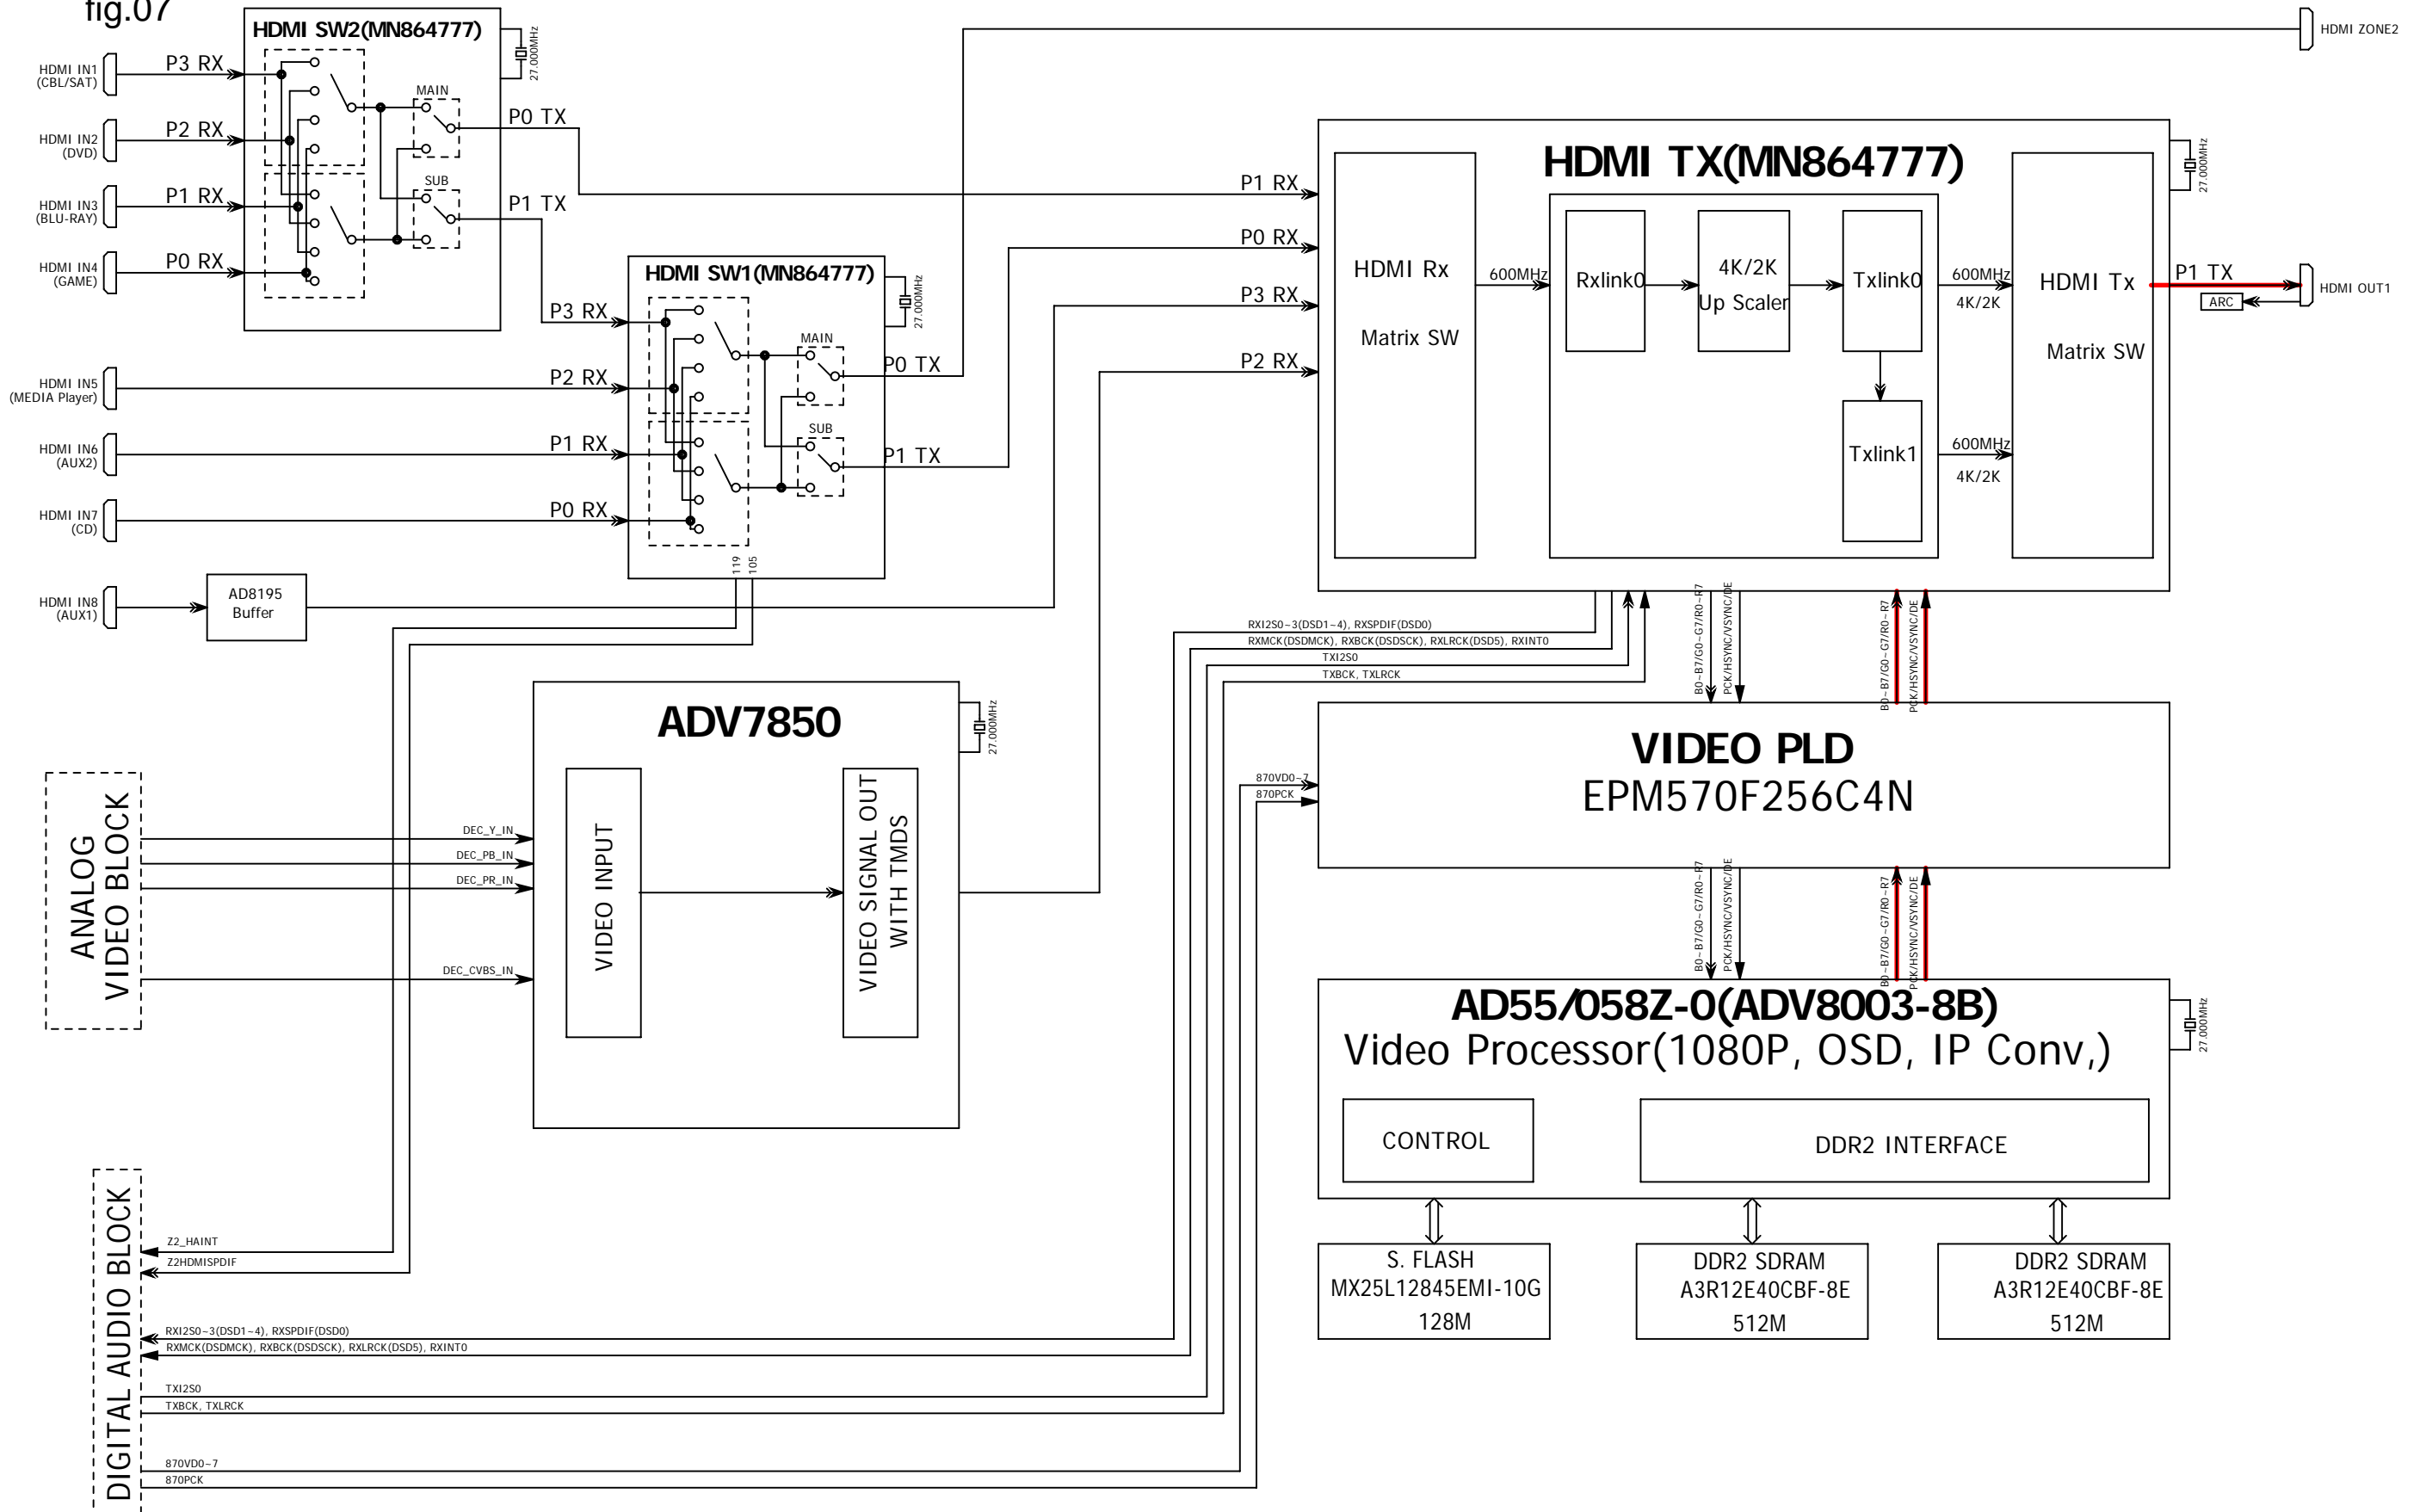 fig.07
HDMI SW2(MN864777)
27.000MHz
HDMI IN1
(CBL/SAT)
P3 RX
HDMI IN2
(DVD)
P2 RX
HDMI IN3
(BLU-RAY)
P1 RX
HDMI IN4
(GAME)
P0 RX
MAIN
SUB
P0 TX
P1 TX
HDMI ZONE2
HDMI SW1(MN864777)
27.000MHz
P3 RX
HDMI IN5
(MEDIA Player)
P2 RX
HDMI IN6
(AUX2)
P1 RX
HDMI IN7
(CD)
P0 RX
MAIN
SUB
P0 TX
P1 TX
119
105
HDMI IN8
(AUX1)
AD8195
Buffer
HDMI TX(MN864777)
27.000MHz
P1 RX
P0 RX
P3 RX
P2 RX
HDMI Rx
Matrix SW
600MHz
Rxlink0
4K/2K
Up Scaler
Txlink0
600MHz
4K/2K
Txlink1
600MHz
4K/2K
HDMI Tx
Matrix SW
P1 TX
ARC
HDMI OUT1
RXI2S0~3(DSD1~4), RXSPDIF(DSD0)
RXMCK(DSDMCK), RXBCK(DSDSCK), RXLRCK(DSD5), RXINT0
TXI2S0
TXBCK, TXLRCK
B0~B7/G0~G7/R0~R7
PCK/HSYNC/VSYNC/DE
B0~B7/G0~G7/R0~R7
PCK/HSYNC/VSYNC/DE
ADV7850
27.000MHz
VIDEO INPUT
VIDEO SIGNAL OUT
WITH TMDS
ANALOG
VIDEO BLOCK
DEC_Y_IN
DEC_PB_IN
DEC_PR_IN
DEC_CVBS_IN
870VD0~7
870PCK
VIDEO PLD
EPM570F256C4N
B0~B7/G0~G7/R0~R7
PCK/HSYNC/VSYNC/DE
B0~B7/G0~G7/R0~R7
PCK/HSYNC/VSYNC/DE
AD55/058Z-0(ADV8003-8B)
Video Processor(1080P, OSD, IP Conv,)
27.000MHz
CONTROL
DDR2 INTERFACE
S. FLASH
MX25L12845EMI-10G
128M
DDR2 SDRAM
A3R12E40CBF-8E
512M
DDR2 SDRAM
A3R12E40CBF-8E
512M
DIGITAL AUDIO BLOCK
Z2_HAINT
Z2HDMISPDIF
RXI2S0~3(DSD1~4), RXSPDIF(DSD0)
RXMCK(DSDMCK), RXBCK(DSDSCK), RXLRCK(DSD5), RXINT0
TXI2S0
TXBCK, TXLRCK
870VD0~7
870PCK